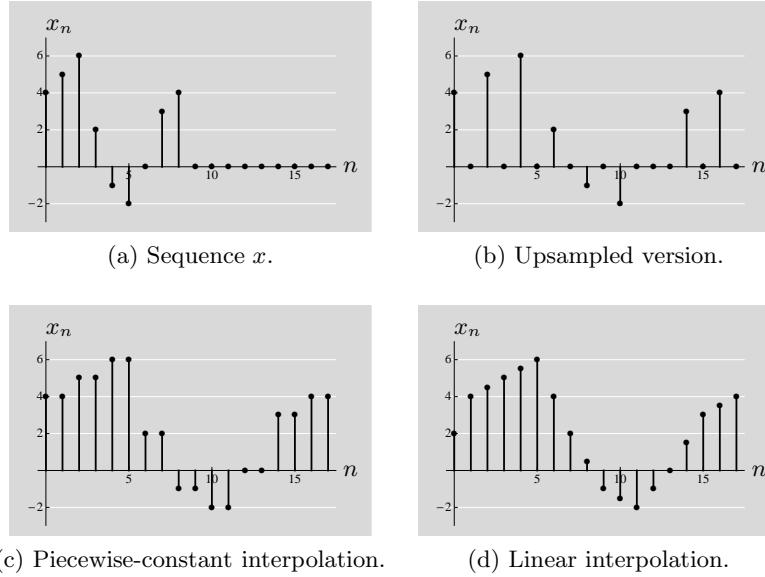 x_n
6
4
2
−2
5
10
15
n
(a) Sequence x.
x_n
6
4
2
−2
5
10
15
n
(b) Upsampled version.
x_n
6
4
2
−2
5
10
15
n
(c) Piecewise-constant interpolation.
x_n
6
4
2
−2
5
10
15
n
(d) Linear interpolation.